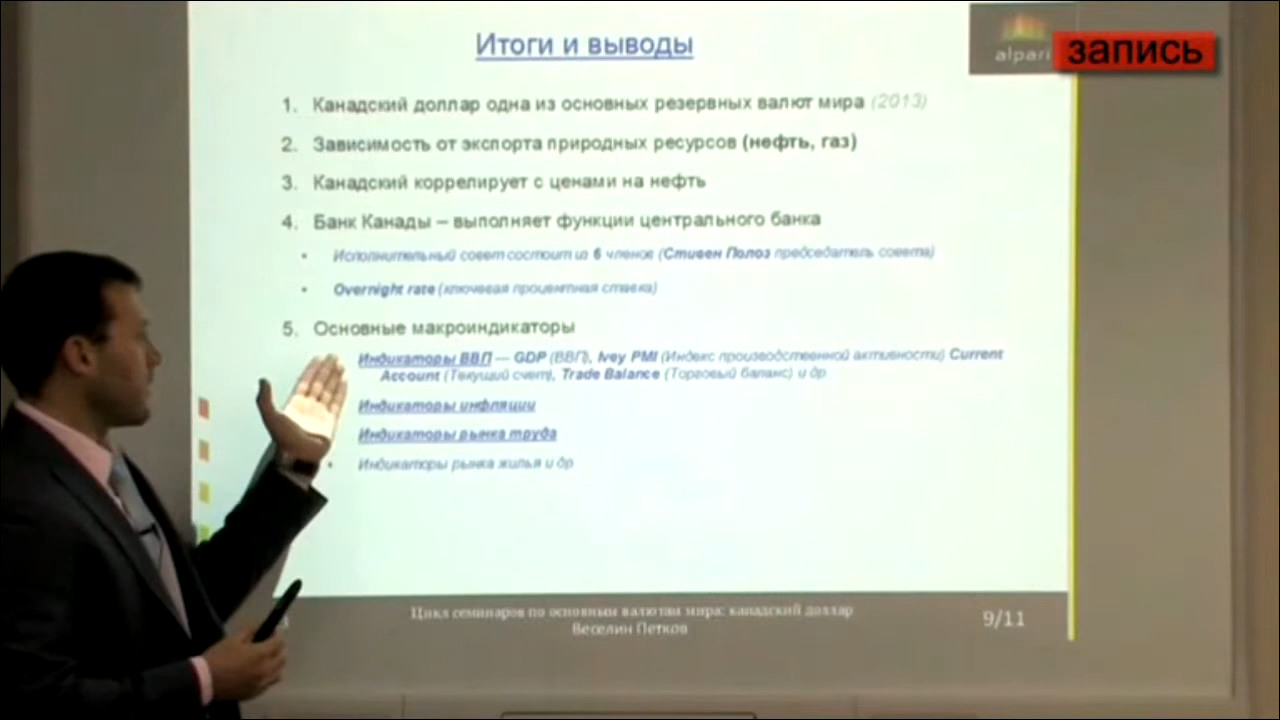 Итоги и выводы
alpari
запись
1. Канадский доллар одна из основных резервных валют мира (2013)
2. Зависимость от экспорта природных ресурсов (нефть, газ)
3. Канадский коррелирует с ценами на нефть
4. Банк Канады – выполняет функции центрального банка
• Исполнительный совет состоит из 6 членов (Стивен Полоз председатель совета)
• Overnight rate (ключевая процентная ставка)
5. Основные макроиндикаторы
Индикаторы ВВП — GDP (ВВП), Ivey PMI (Индекс производственной активности) Current
Account (Текущий счет), Trade Balance (Торговый баланс) и др
Индикаторы инфляции
Индикаторы рынка труда
• Индикаторы рынка жилья и др
Цикл семинаров по основным валютам мира: канадский доллар
Веселин Петков
9/11